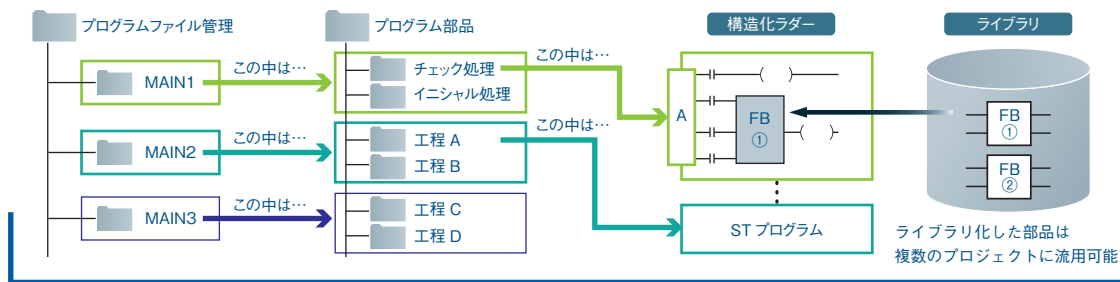 プログラムファイル管理
MAIN1
MAIN2
MAIN3
この中は…
この中は…
この中は…
プログラム部品
チェック処理
イニシャル処理
工程 A
工程 B
工程 C
工程 D
この中は…
この中は…
構造化ラダー
A
FB
①
ST プログラム
ライブラリ
FB
①
FB
②
ライブラリ化した部品は
複数のプロジェクトに流用可能